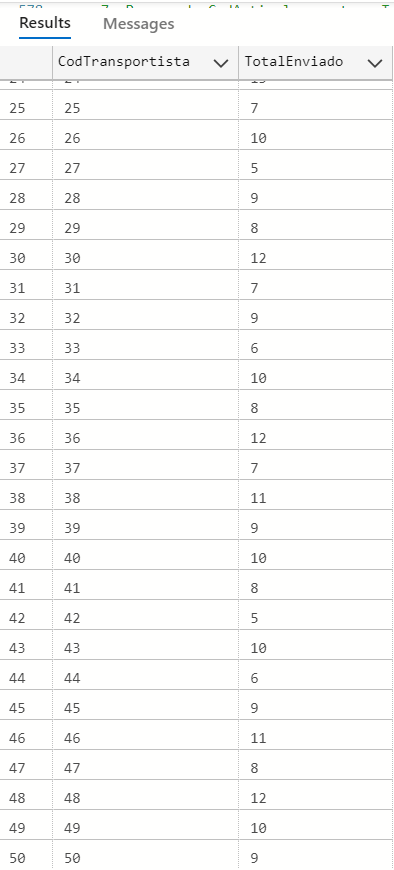 Results Messages
CodTransportista TotalEnviado
25 25 7
26 26 10
27 27 5
28 28 9
29 29 8
30 30 12
31 31 7
32 32 9
33 33 6
34 34 10
35 35 8
36 36 12
37 37 7
38 38 11
39 39 9
40 40 10
41 41 8
42 42 5
43 43 10
44 44 6
45 45 9
46 46 11
47 47 8
48 48 12
49 49 10
50 50 9